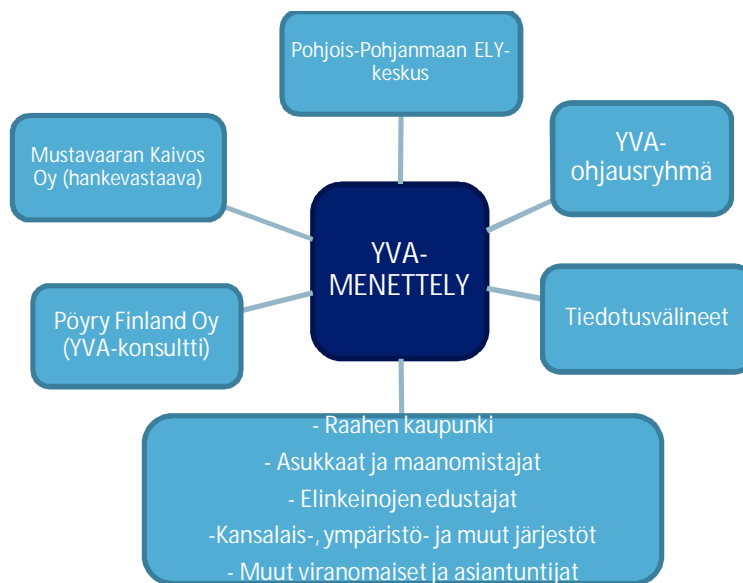 Pohjois-Pohjanmaan ELY-
keskus
Mustavaaran Kaivos
Oy (hankevastaava)
YVA-
ohjausryhmä
YVA-
MENETTELY
Pöyry Finland Oy
(YVA-konsultti)
Tiedotusvälineet
- Raahen kaupunki
- Asukkaat ja maanomistajat
- Elinkeinojen edustajat
-Kansalais-, ympäristö- ja muut järjestöt
- Muut viranomaiset ja asiantuntijat